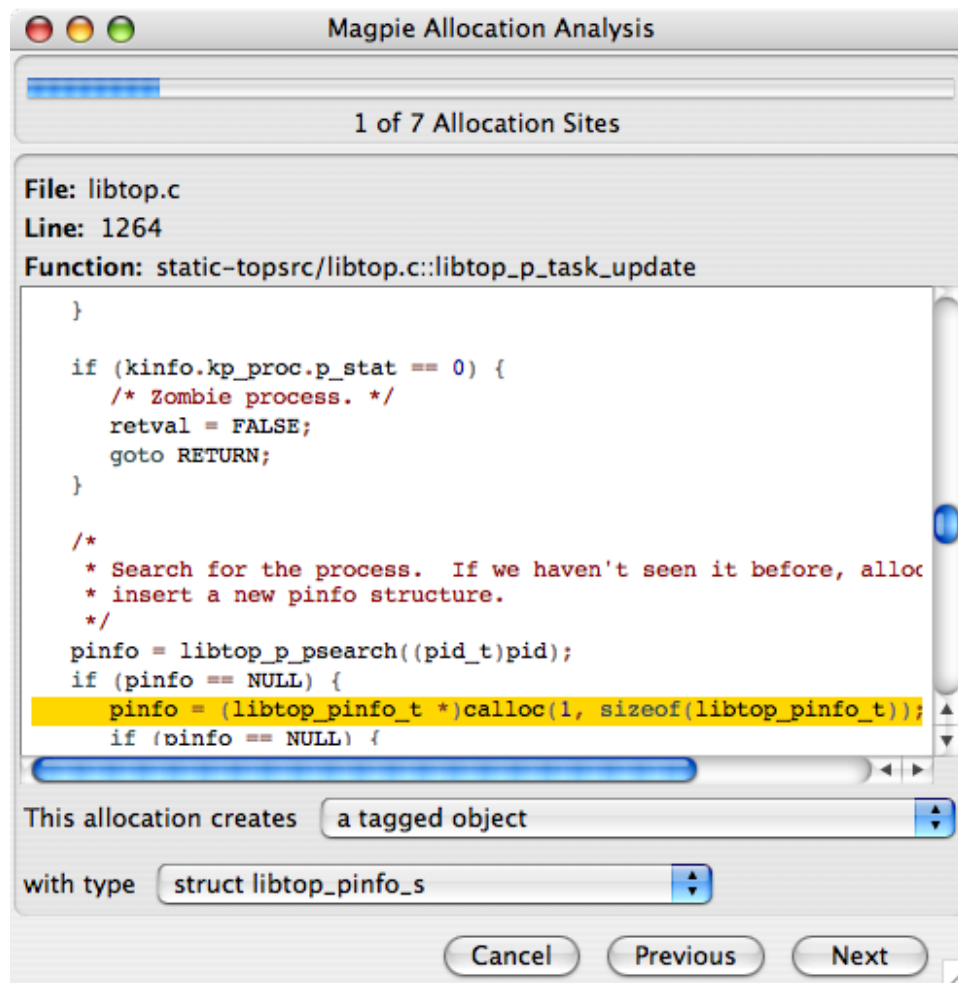 Magpie Allocation Analysis
1 of 7 Allocation Sites
File: libtop.c
Line: 1264
Function: static-topsrc/libtop.c::libtop_p_task_update
}
if (kinfo.kp_proc.p_stat == 0) {
/* Zombie process. */
retval = FALSE;
goto RETURN;
}
/*
* Search for the process.  If we haven't seen it before, alloc
* insert a new pinfo structure.
*/
pinfo = libtop_p_psearch((pid_t)pid);
if (pinfo == NULL) {
pinfo = (libtop_pinfo_t *)calloc(1, sizeof(libtop_pinfo_t));
if (pinfo == NULL) {
This allocation creates a tagged object
with type struct libtop_pinfo_s
Cancel Previous Next